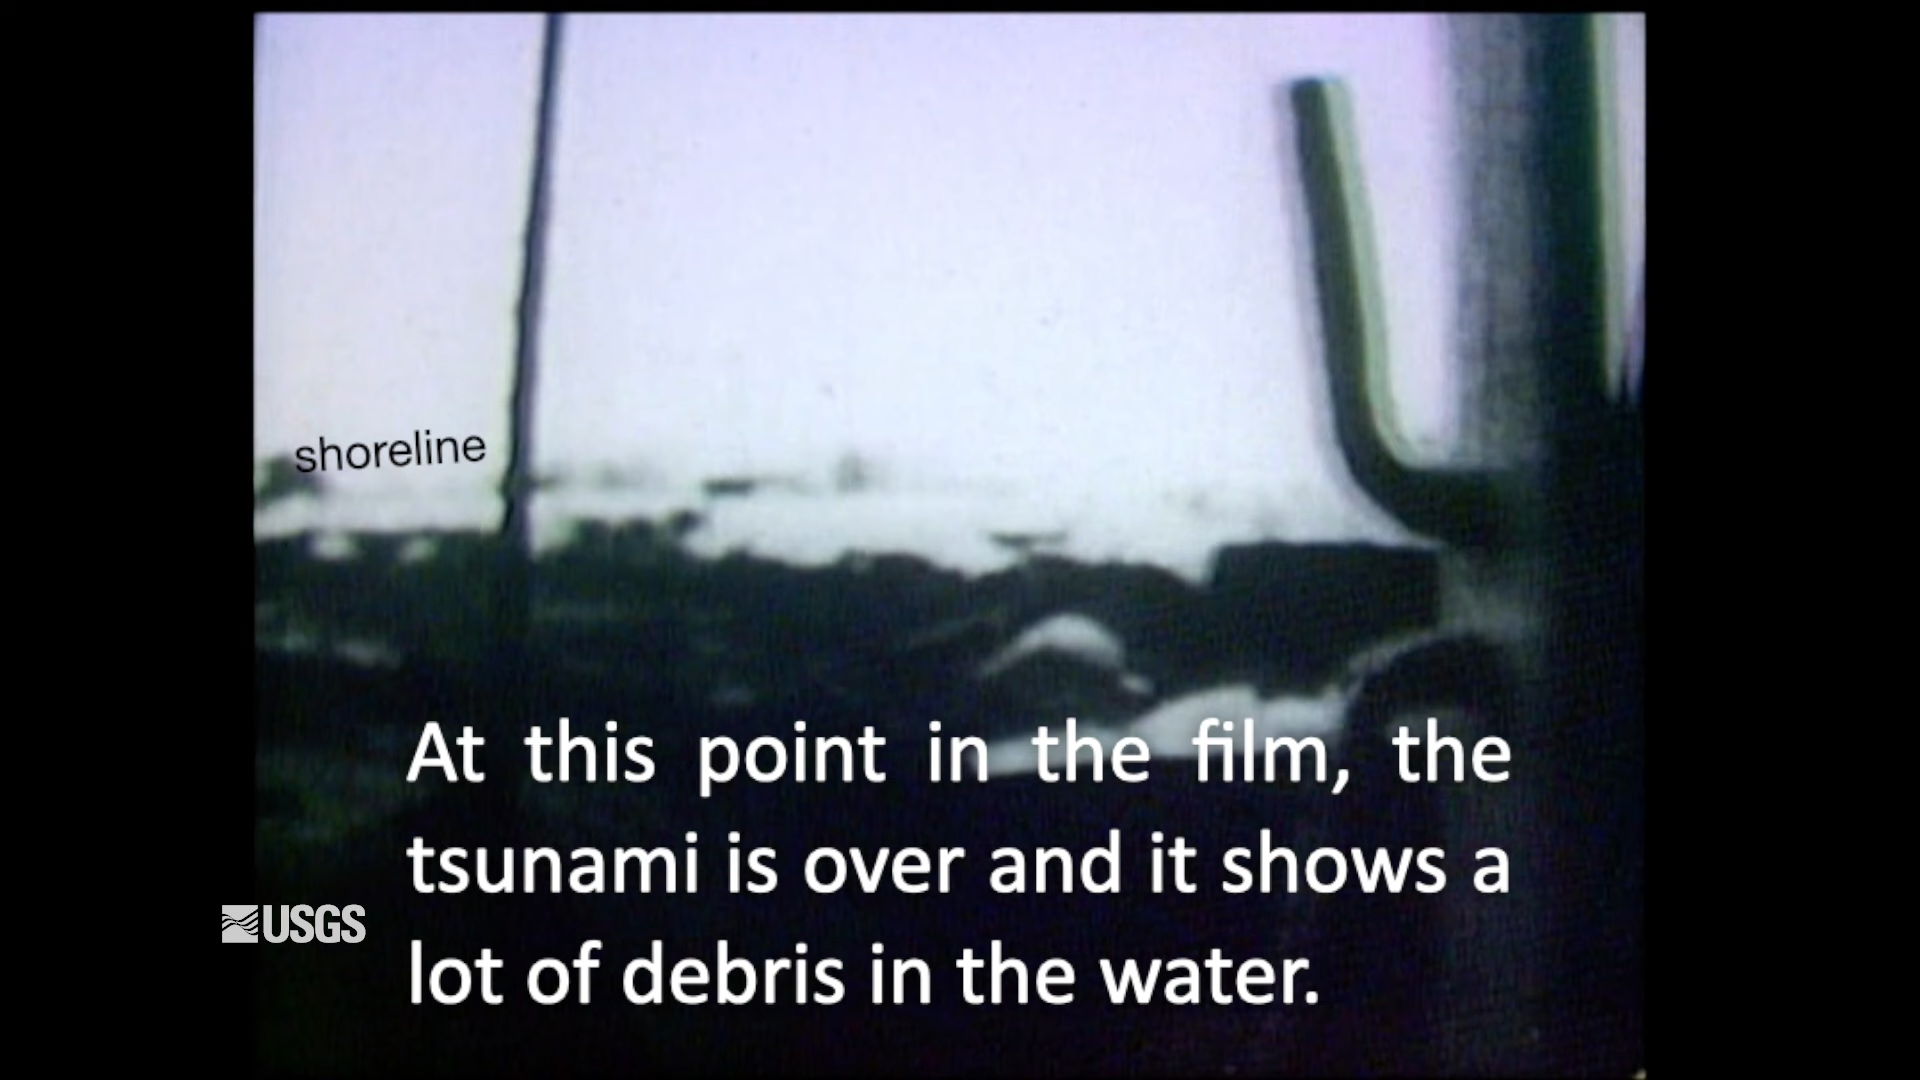 shoreline
At this point in the film, the
tsunami is over and it shows a
lot of debris in the water.
USGS